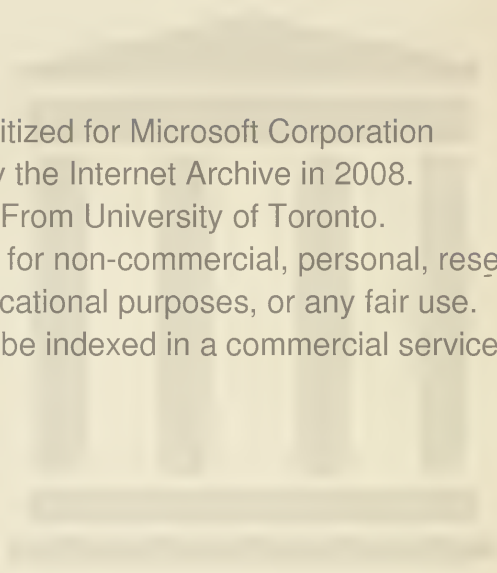 itized for Microsoft Corporation
y the Internet Archive in 2008.
From University of Toronto.
for non-commercial, personal, rese
cational purposes, or any fair use.
be indexed in a commercial service